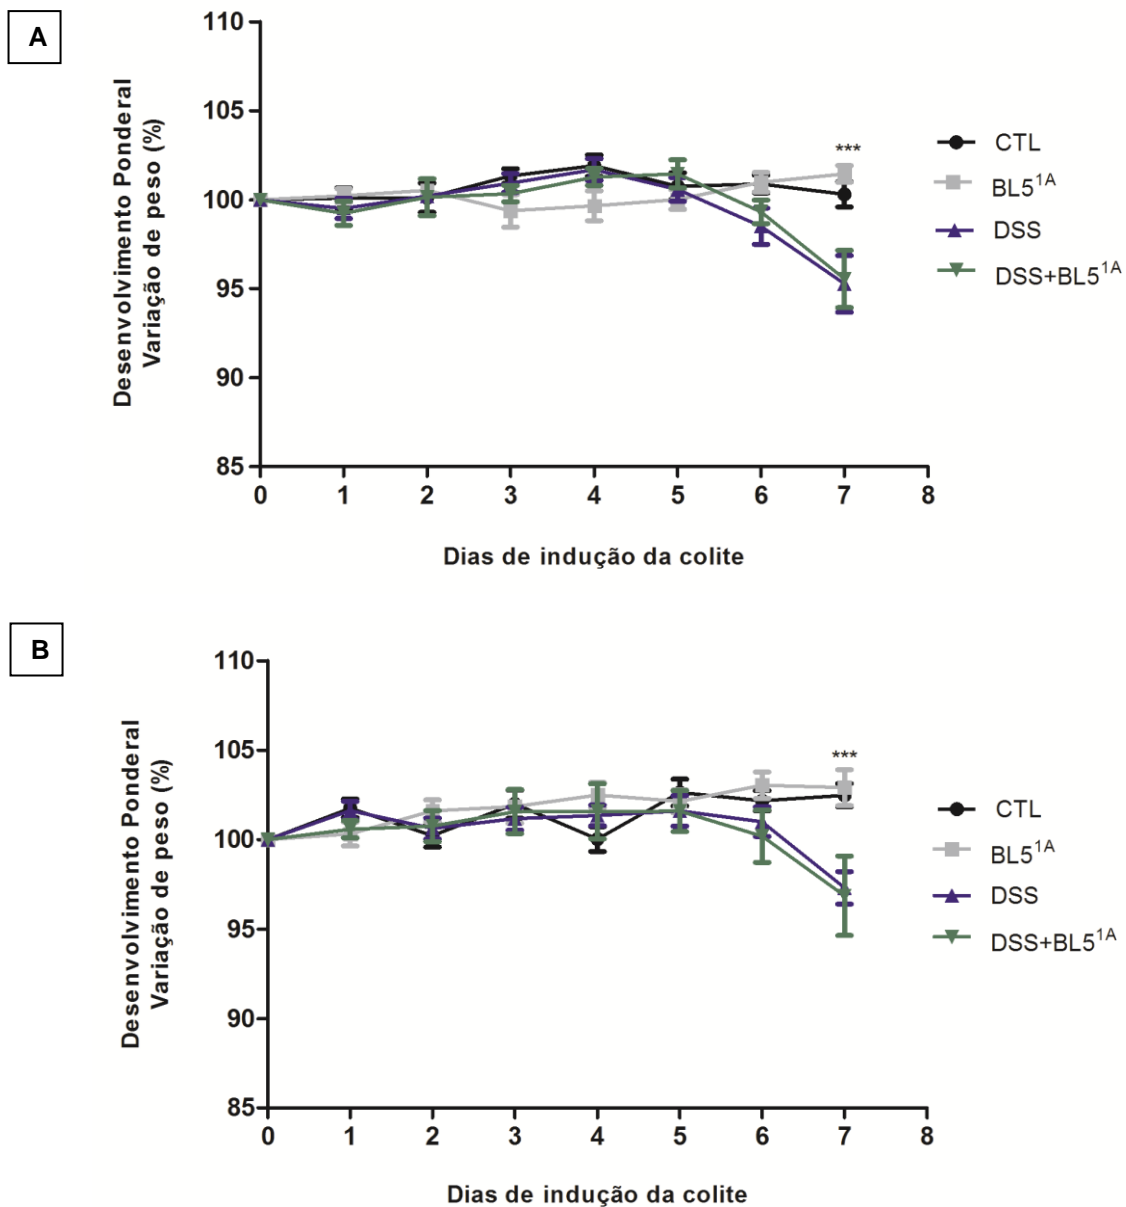 A
110
105
100
95
90
85
Desenvolvimento Ponderal
Variação de peso (%)
***
CTL
BL5^1A
DSS
DSS+BL5^1A
0 1 2 3 4 5 6 7 8
Dias de indução da colite
B
110
105
100
95
90
85
Desenvolvimento Ponderal
Variação de peso (%)
***
CTL
BL5^1A
DSS
DSS+BL5^1A
0 1 2 3 4 5 6 7 8
Dias de indução da colite